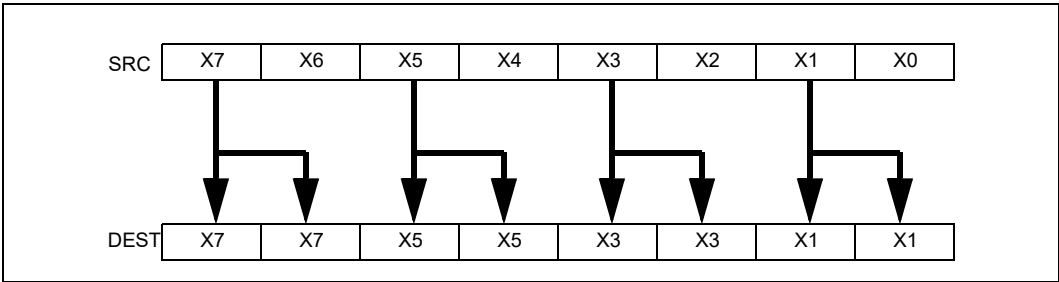 SRC X7 X6 X5 X4 X3 X2 X1 X0
DEST X7 X7 X5 X5 X3 X3 X1 X1